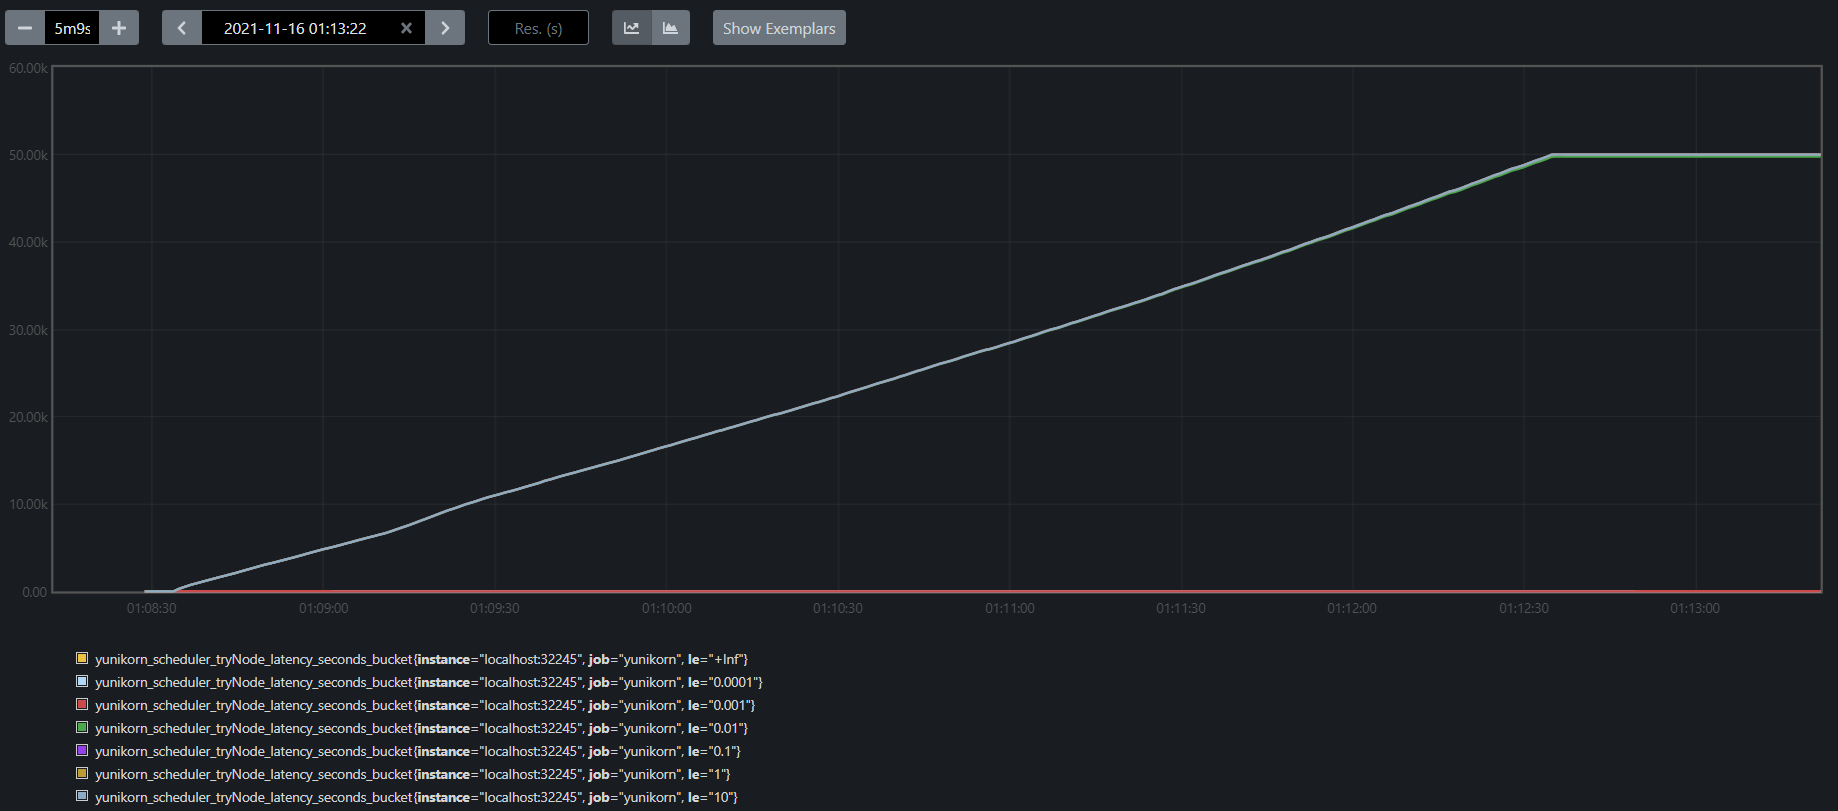 5m9s 2021-11-16 01:13:22 Res. (s) Show Exemplars
60.00k
50.00k
40.00k
30.00k
20.00k
10.00k
0.00
01:08:30 01:09:00 01:09:30 01:10:00 01:10:30 01:11:00 01:11:30 01:12:00 01:12:30 01:13:00
yunikorn_scheduler_tryNode_latency_seconds_bucket{instance="localhost:32245", job="yunikorn", le="+Inf"}
yunikorn_scheduler_tryNode_latency_seconds_bucket{instance="localhost:32245", job="yunikorn", le="0.0001"}
yunikorn_scheduler_tryNode_latency_seconds_bucket{instance="localhost:32245", job="yunikorn", le="0.001"}
yunikorn_scheduler_tryNode_latency_seconds_bucket{instance="localhost:32245", job="yunikorn", le="0.01"}
yunikorn_scheduler_tryNode_latency_seconds_bucket{instance="localhost:32245", job="yunikorn", le="0.1"}
yunikorn_scheduler_tryNode_latency_seconds_bucket{instance="localhost:32245", job="yunikorn", le="1"}
yunikorn_scheduler_tryNode_latency_seconds_bucket{instance="localhost:32245", job="yunikorn", le="10"}